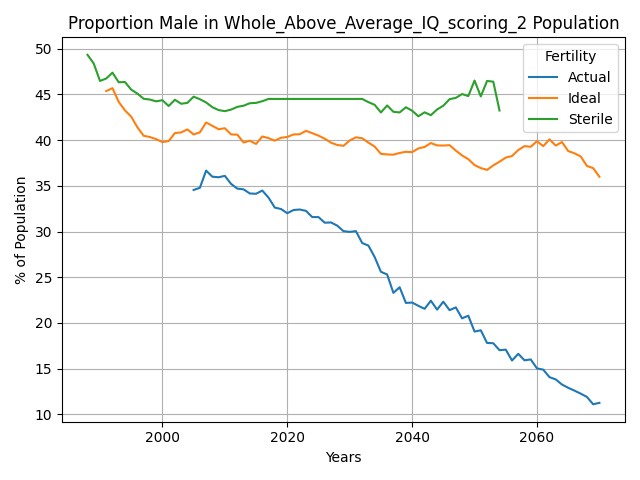 Proportion Male in Whole_Above_Average_IQ_scoring_2 Population
Fertility
Actual
Ideal
Sterile
% of Population
50
45
40
35
30
25
20
15
10
2000
2020
2040
2060
Years